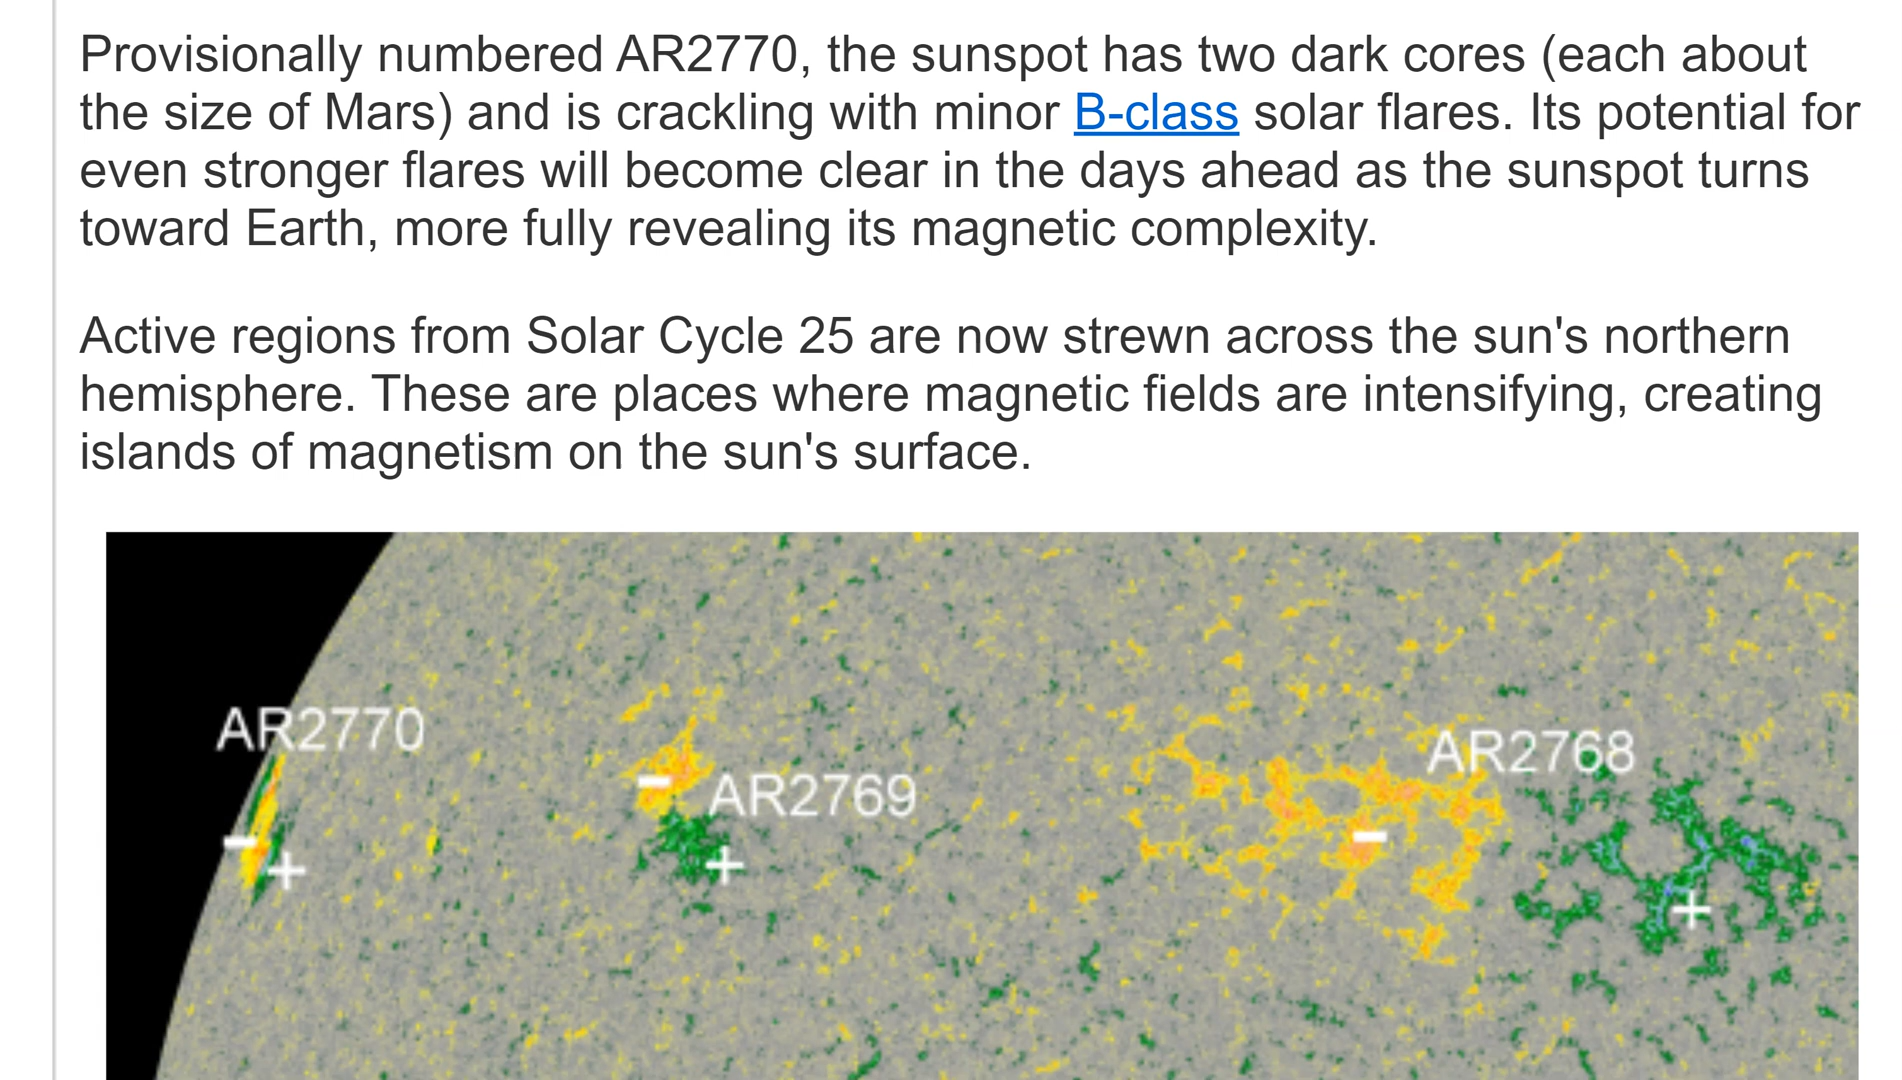 Provisionally numbered AR2770, the sunspot has two dark cores (each about
the size of Mars) and is crackling with minor B-class solar flares. Its potential for
even stronger flares will become clear in the days ahead as the sunspot turns
toward Earth, more fully revealing its magnetic complexity.
Active regions from Solar Cycle 25 are now strewn across the sun's northern
hemisphere. These are places where magnetic fields are intensifying, creating
islands of magnetism on the sun's surface.
AR2770
- +
AR2769
- +
AR2768
- +